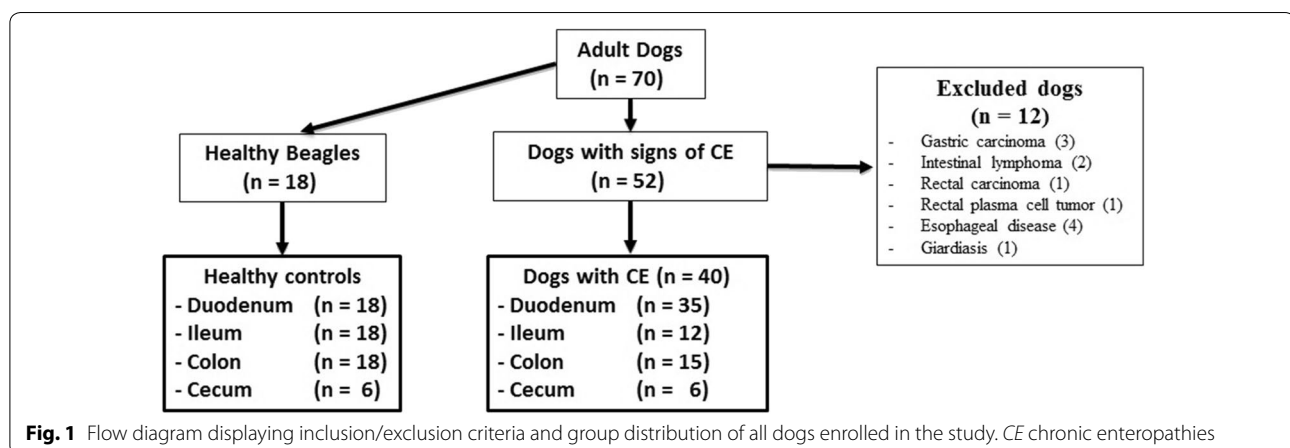 Adult Dogs
(n = 70)
Healthy Beagles
(n = 18)
Dogs with signs of CE
(n = 52)
Excluded dogs
(n = 12)
- Gastric carcinoma (3)
- Intestinal lymphoma (2)
- Rectal carcinoma (1)
- Rectal plasma cell tumor (1)
- Esophageal disease (4)
- Giardiasis (1)
Healthy controls
- Duodenum (n = 18)
- Ileum (n = 18)
- Colon (n = 18)
- Cecum (n = 6)
Dogs with CE (n = 40)
- Duodenum (n = 35)
- Ileum (n = 12)
- Colon (n = 15)
- Cecum (n = 6)
Fig. 1 Flow diagram displaying inclusion/exclusion criteria and group distribution of all dogs enrolled in the study. CE chronic enteropathies